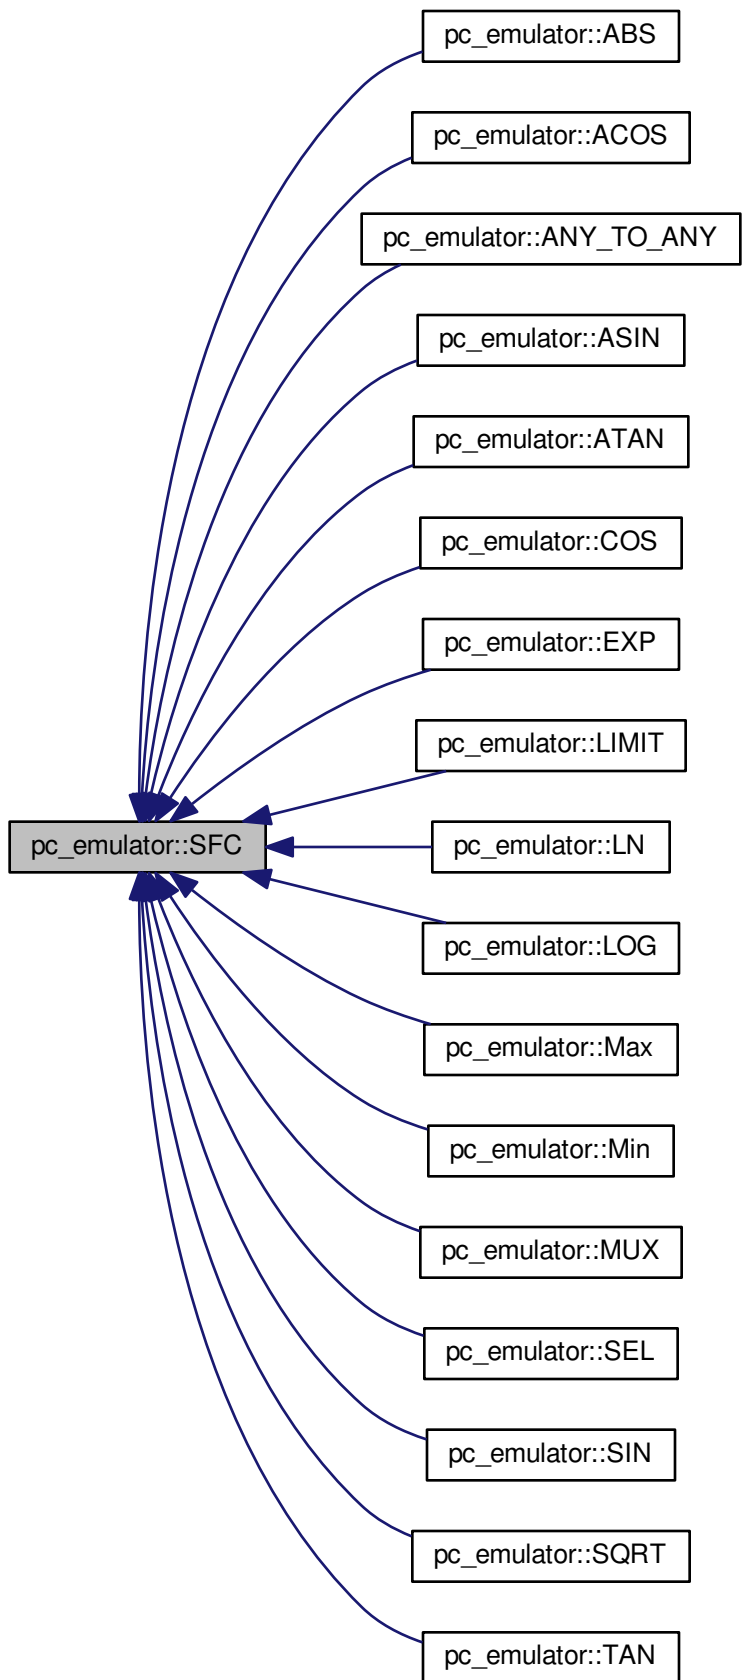 pc_emulator::ABS
pc_emulator::ACOS
pc_emulator::ANY_TO_ANY
pc_emulator::ASIN
pc_emulator::ATAN
pc_emulator::COS
pc_emulator::EXP
pc_emulator::LIMIT
pc_emulator::SFC
pc_emulator::LN
pc_emulator::LOG
pc_emulator::Max
pc_emulator::Min
pc_emulator::MUX
pc_emulator::SEL
pc_emulator::SIN
pc_emulator::SQRT
pc_emulator::TAN